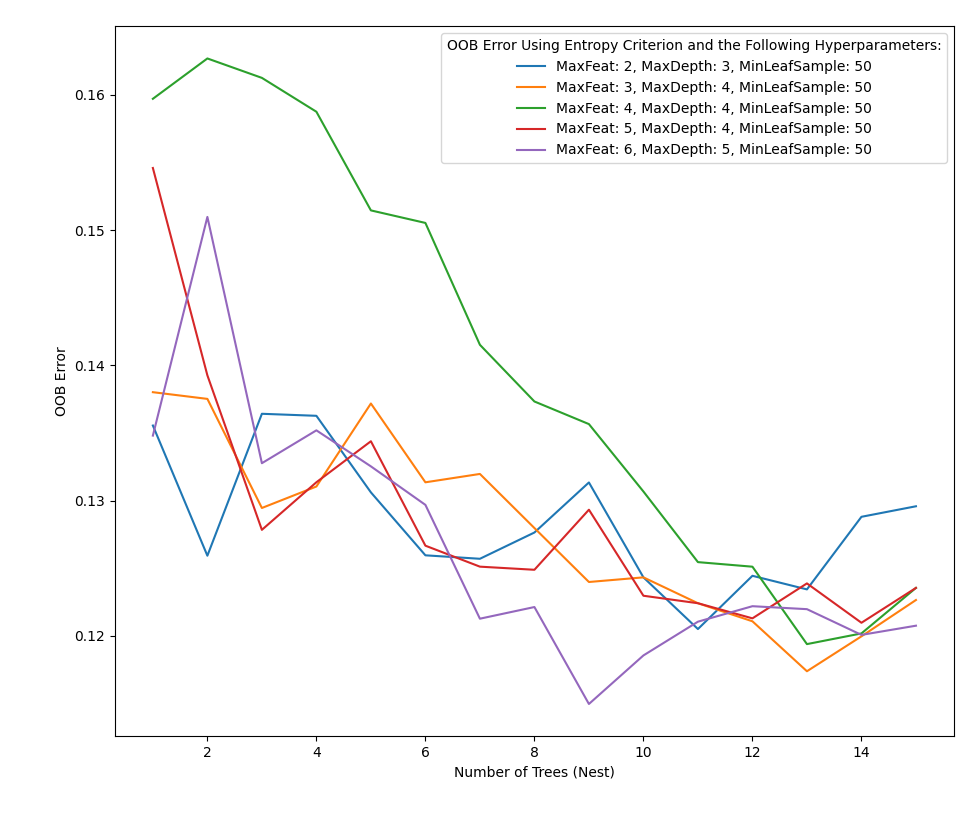 OOB Error Using Entropy Criterion and the Following Hyperparameters:
MaxFeat: 2, MaxDepth: 3, MinLeafSample: 50
MaxFeat: 3, MaxDepth: 4, MinLeafSample: 50
MaxFeat: 4, MaxDepth: 4, MinLeafSample: 50
MaxFeat: 5, MaxDepth: 4, MinLeafSample: 50
MaxFeat: 6, MaxDepth: 5, MinLeafSample: 50
0.16
0.15
0.14
0.13
0.12
OOB Error
2 4 6 8 10 12 14
Number of Trees (Nest)